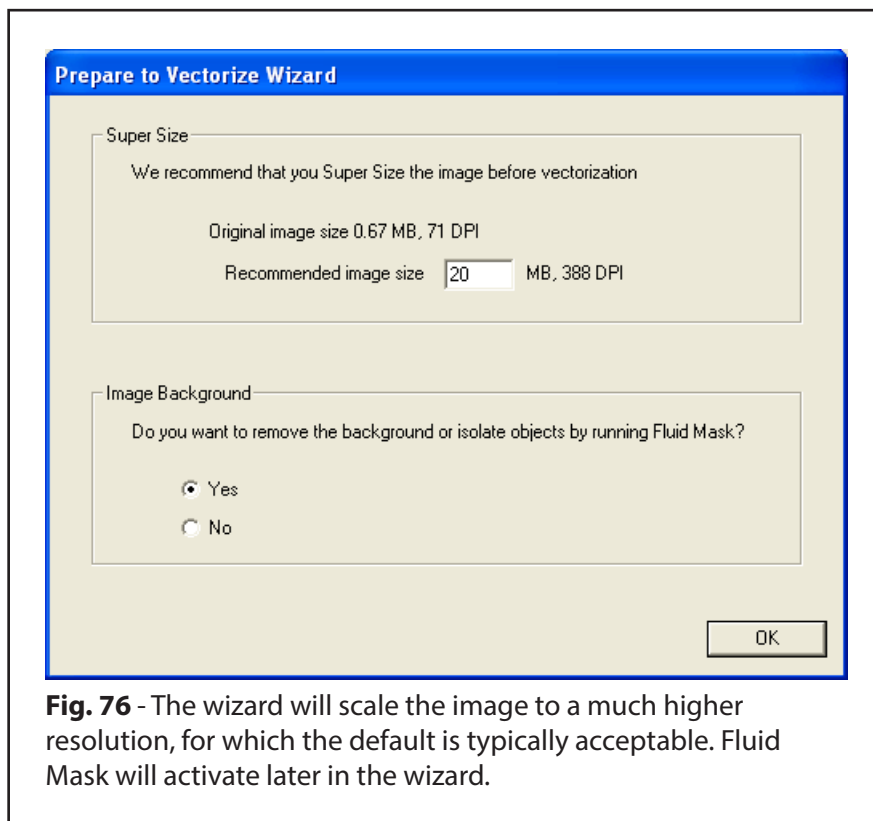 Prepare to Vectorize Wizard
Super Size
We recommend that you Super Size the image before vectorization
Original image size 0.67 MB, 71 DPI
Recommended image size 20 MB, 388 DPI
Image Background
Do you want to remove the background or isolate objects by running Fluid Mask?
Yes
No
OK
Fig. 76 - The wizard will scale the image to a much higher
resolution, for which the default is typically acceptable. Fluid
Mask will activate later in the wizard.